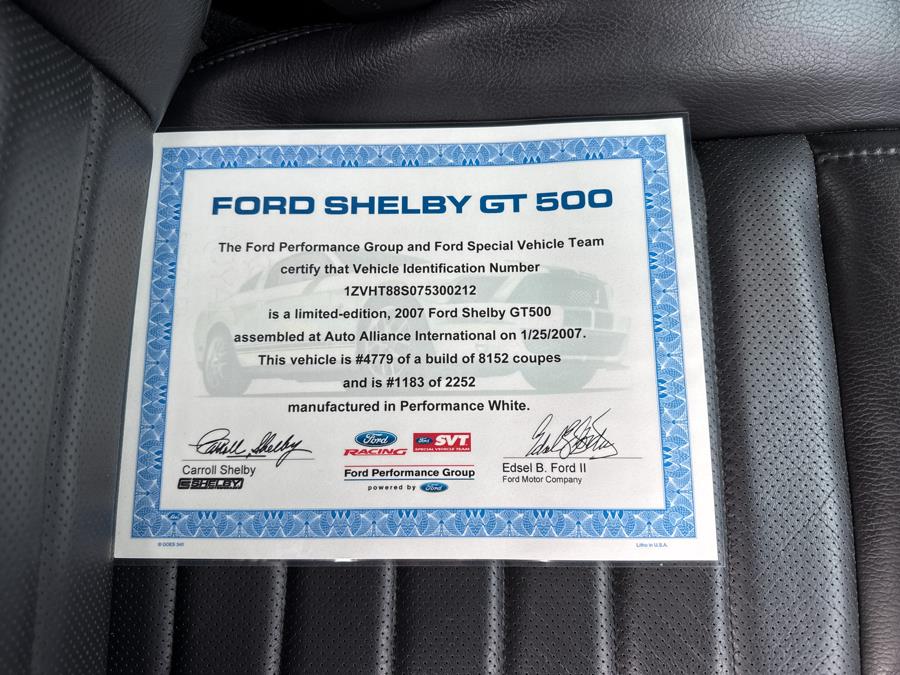 FORD SHELBY GT 500
The Ford Performance Group and Ford Special Vehicle Team
certify that Vehicle Identification Number
1ZVHT88S075300212
is a limited-edition, 2007 Ford Shelby GT500
assembled at Auto Alliance International on 1/25/2007.
This vehicle is #4779 of a build of 8152 coupes
and is #1183 of 2252
manufactured in Performance White.
Carroll Shelby
Carroll Shelby
SHELBY
Ford
RACING
Ford SVT
SPECIAL VEHICLE TEAM
Ford Performance Group
powered by Ford
Edsel B. Ford II
Ford Motor Company
Ford
© GOES 345
Litho in U.S.A.